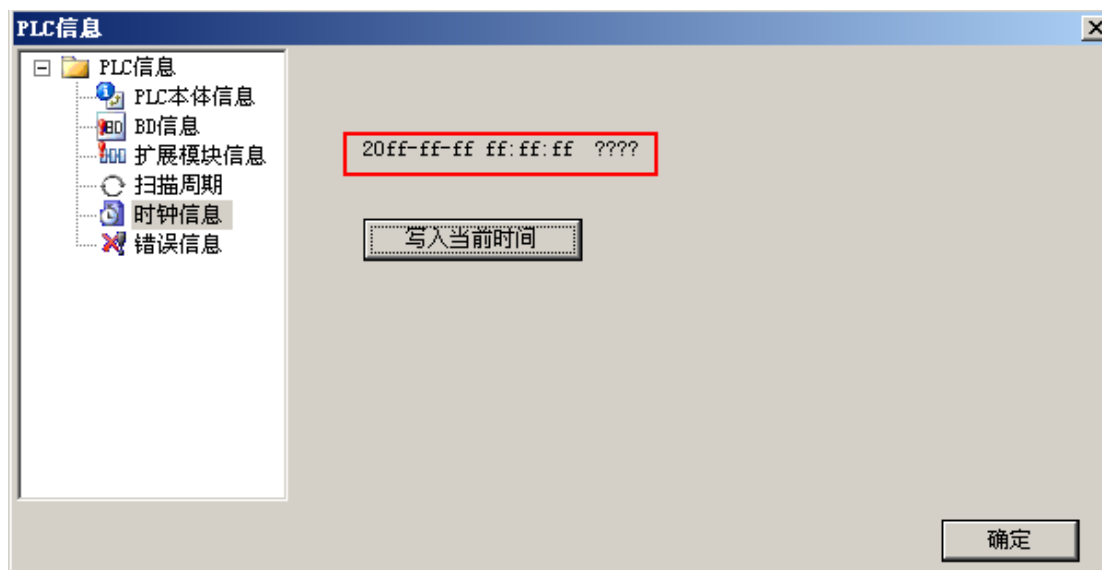 PLC信息
PLC信息
PLC本体信息
BD信息
扩展模块信息
扫描周期
时钟信息
错误信息
20ff-ff-ff ff:ff:ff ????
写入当前时间
确定